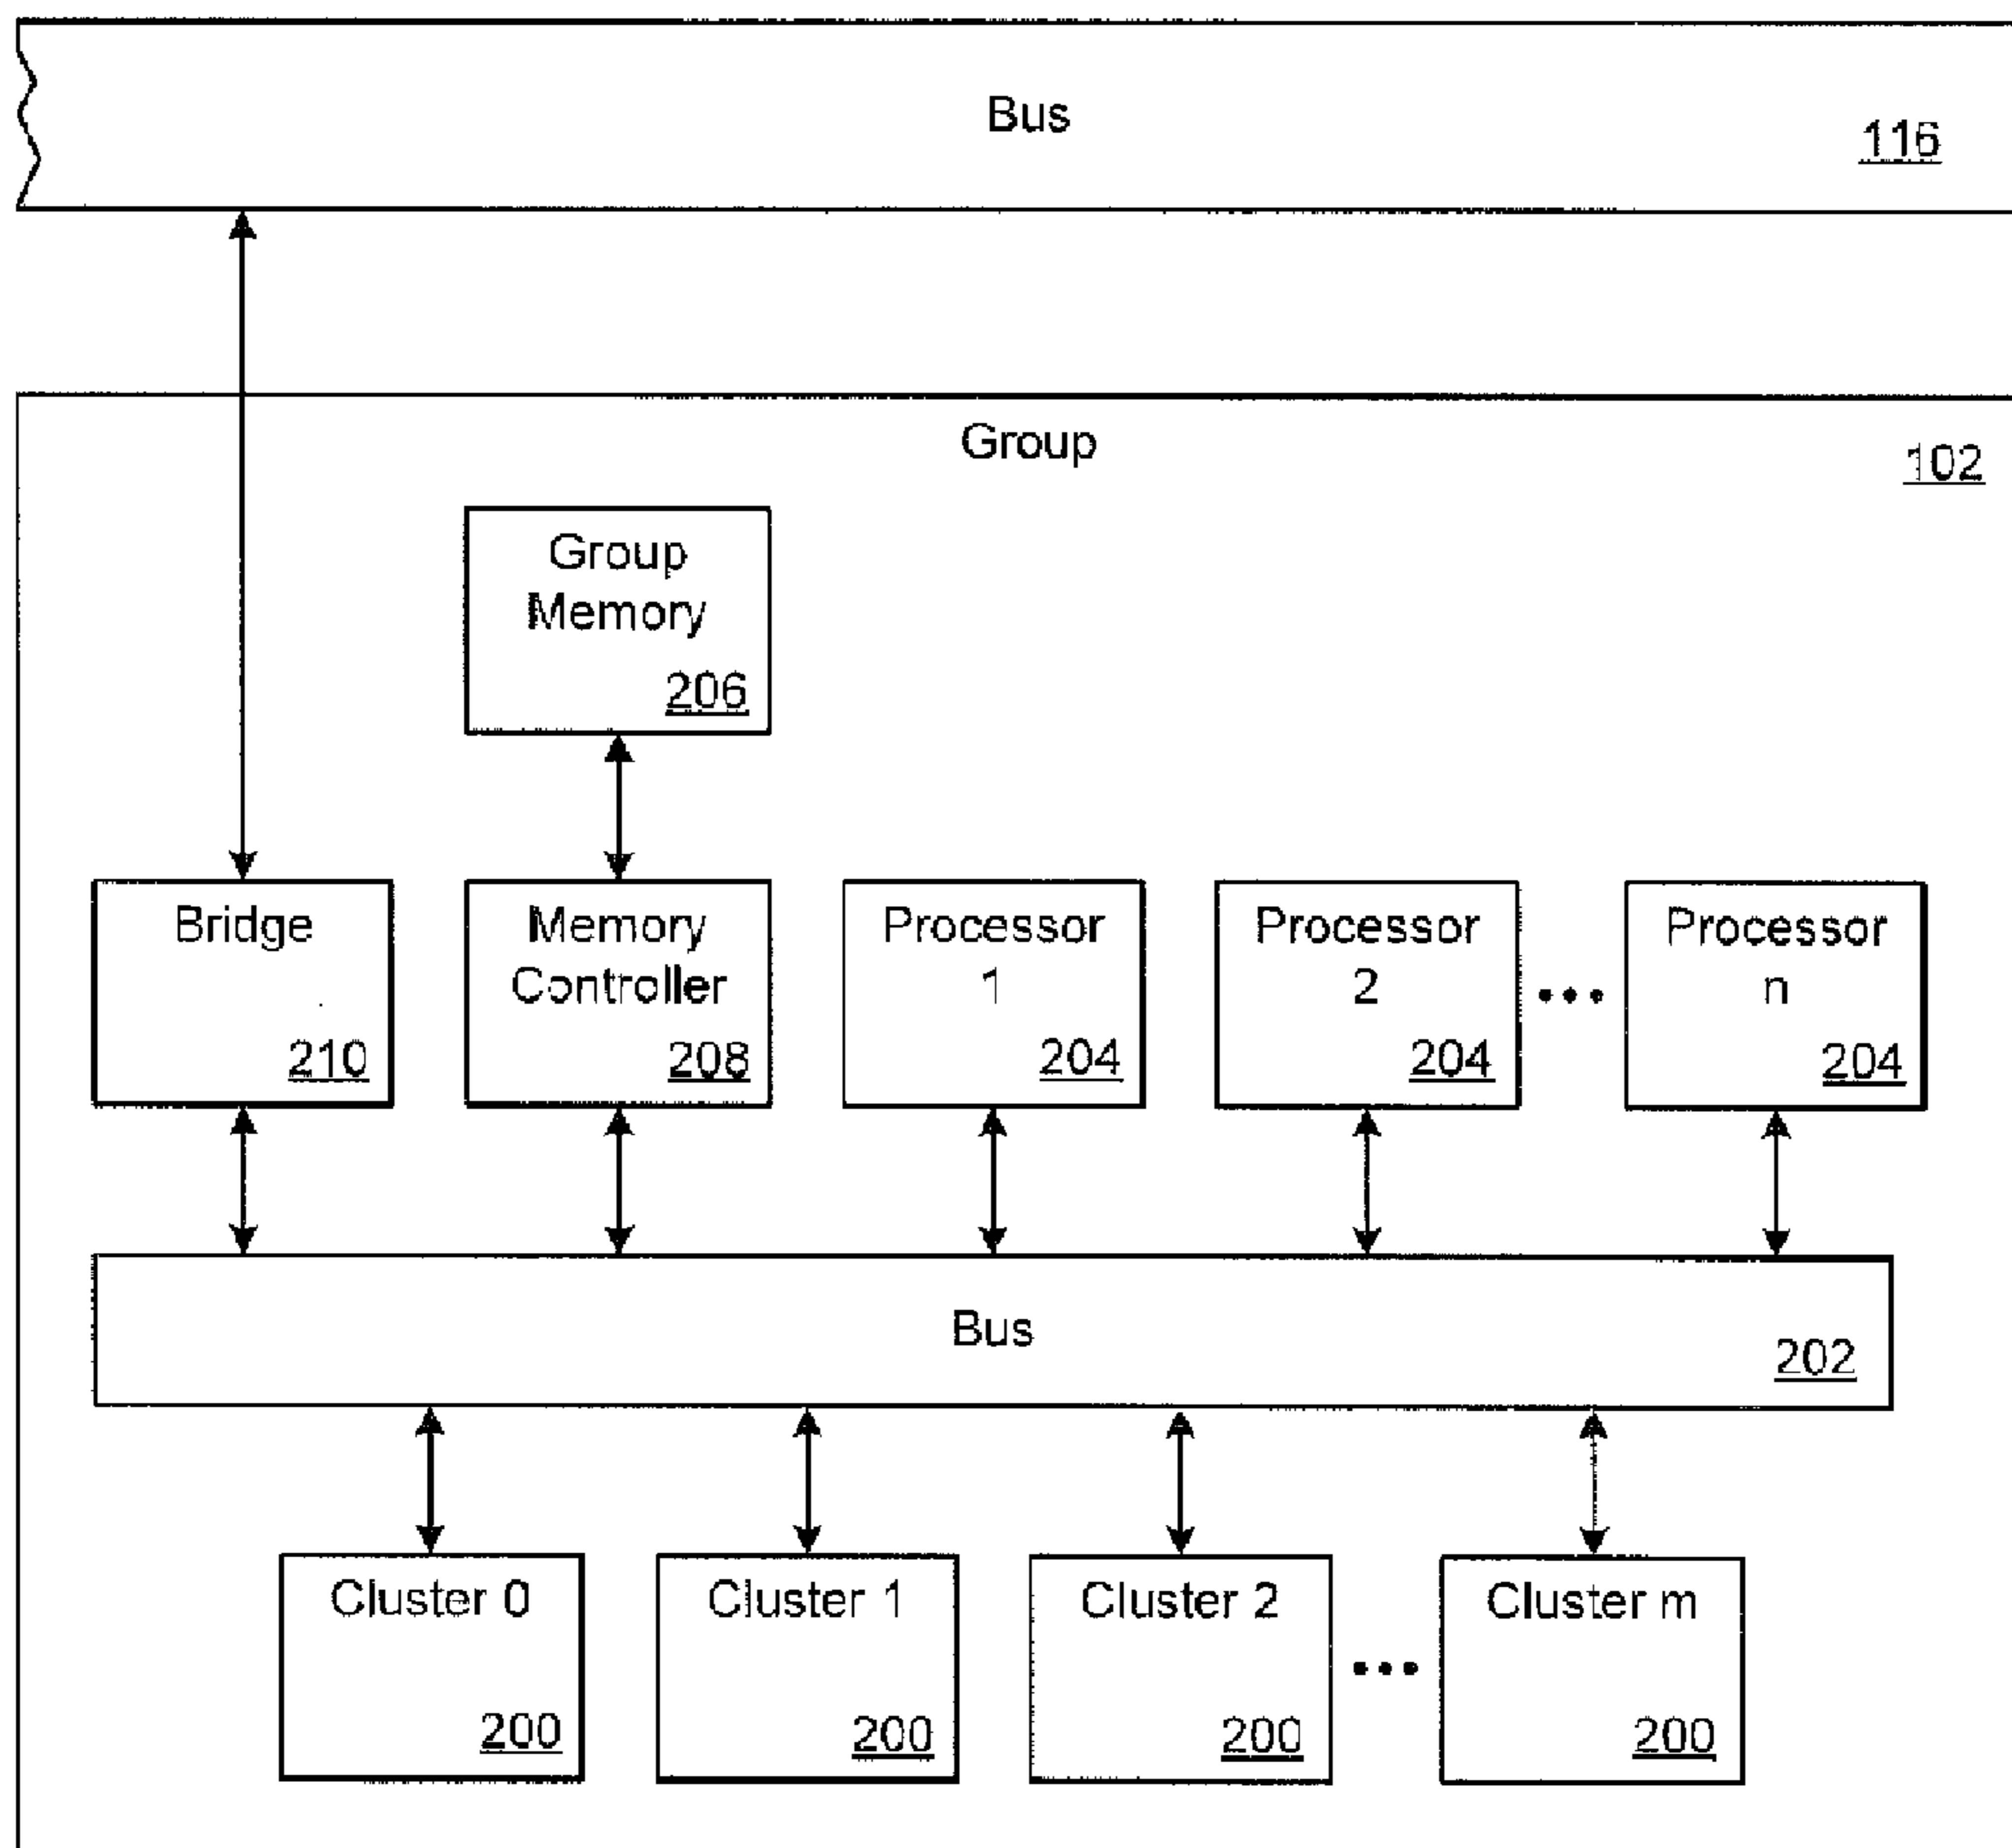 Bus
116
Group
102
Group
Memory
206
Bridge
210
Memory
Controller
208
Processor
1
204
Processor
2
204
•••
Processor
n
204
Bus
202
Cluster 0
200
Cluster 1
200
Cluster 2
200
•••
Cluster m
200